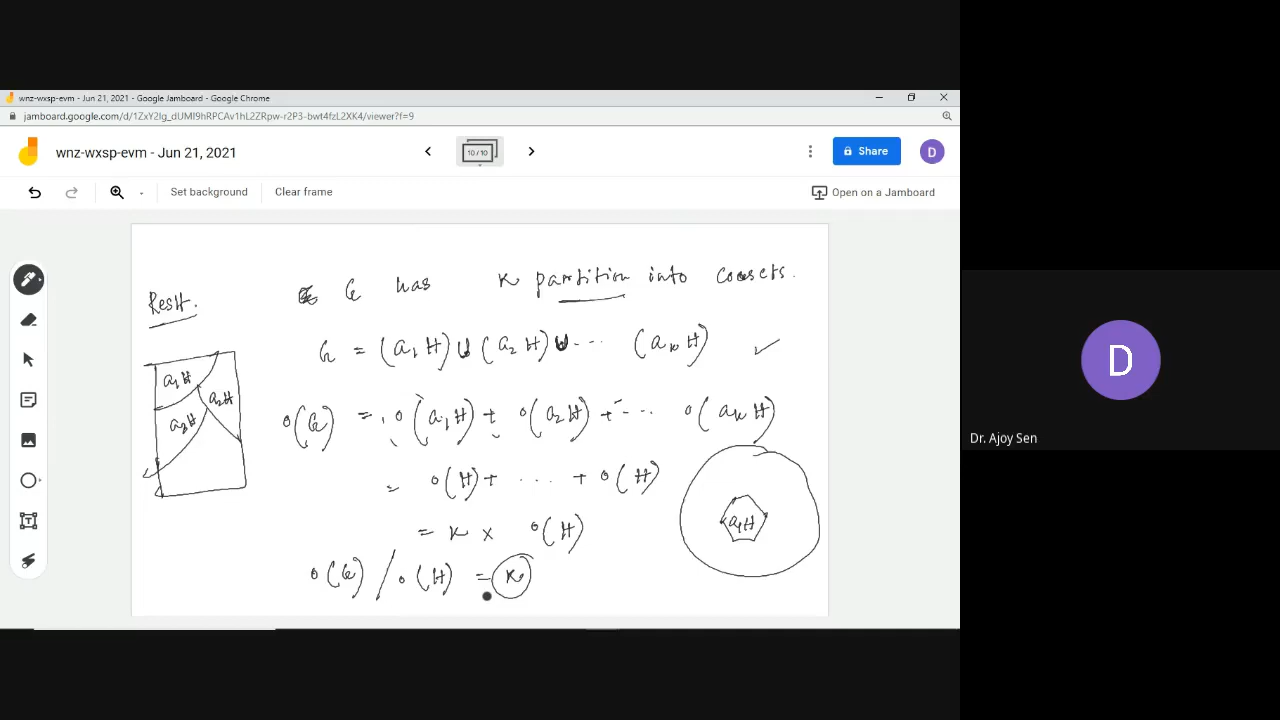 wnz-wxsp-evm - Jun 21, 2021 - Google Jamboard - Google Chrome
jamboard.google.com/d/1ZxY2lg_dUMI9hRPCAv1hL2ZRpw-r2P3-bwt4fzL2XK4/viewer?f=9
wnz-wxsp-evm - Jun 21, 2021
10 / 10
Share
D
Set background
Clear frame
Open on a Jamboard
Result.
G has K partition into cosets.
G = (a₁H) ∪ (a₂H) ∪ ... (aₖH) ✓
o(G) = o(a₁H) + o(a₂H) + ... o(aₖH)
= o(H) + ... + o(H)
= K × o(H)
o(G) / o(H) = K
a₁H
a₂H
a₃H
a₁H
D
Dr. Ajoy Sen